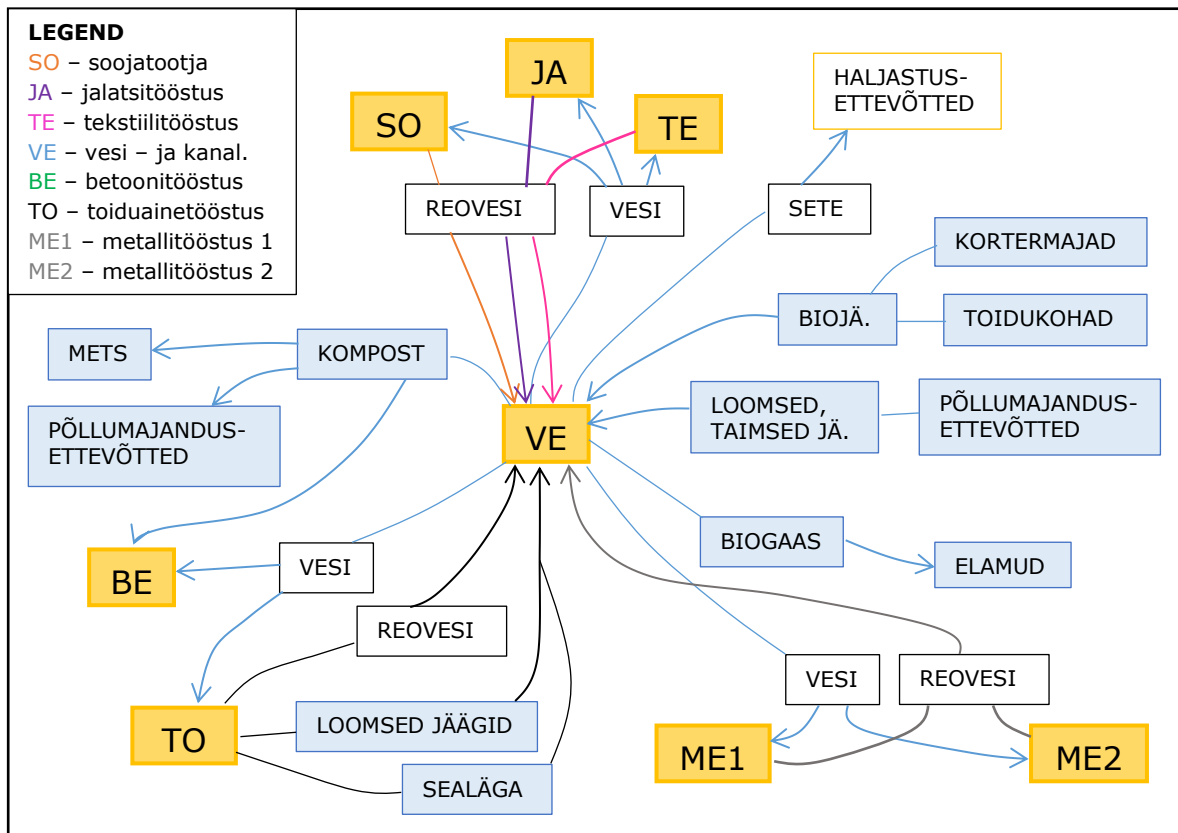 LEGEND
SO – soojatootja
JA – jalatsitööstus
TE – tekstiilitööstus
VE – vesi – ja kanal.
BE – betoonitööstus
TO – toiduainetööstus
ME1 – metallitööstus 1
ME2 – metallitööstus 2
JA
SO
TE
HALJASTUS-
ETTEVÕTTED
REOVESI
VESI
SETE
KORTERMAJAD
BIOJÄ.
TOIDUKOHAD
METS
KOMPOST
PÕLLUMAJANDUS-
ETTEVÕTTED
VE
LOOMSED,
TAIMSED JÄ.
PÕLLUMAJANDUS-
ETTEVÕTTED
BIOGAAS
ELAMUD
BE
VESI
REOVESI
VESI
REOVESI
TO
LOOMSED JÄÄGID
SEALÄGA
ME1
ME2